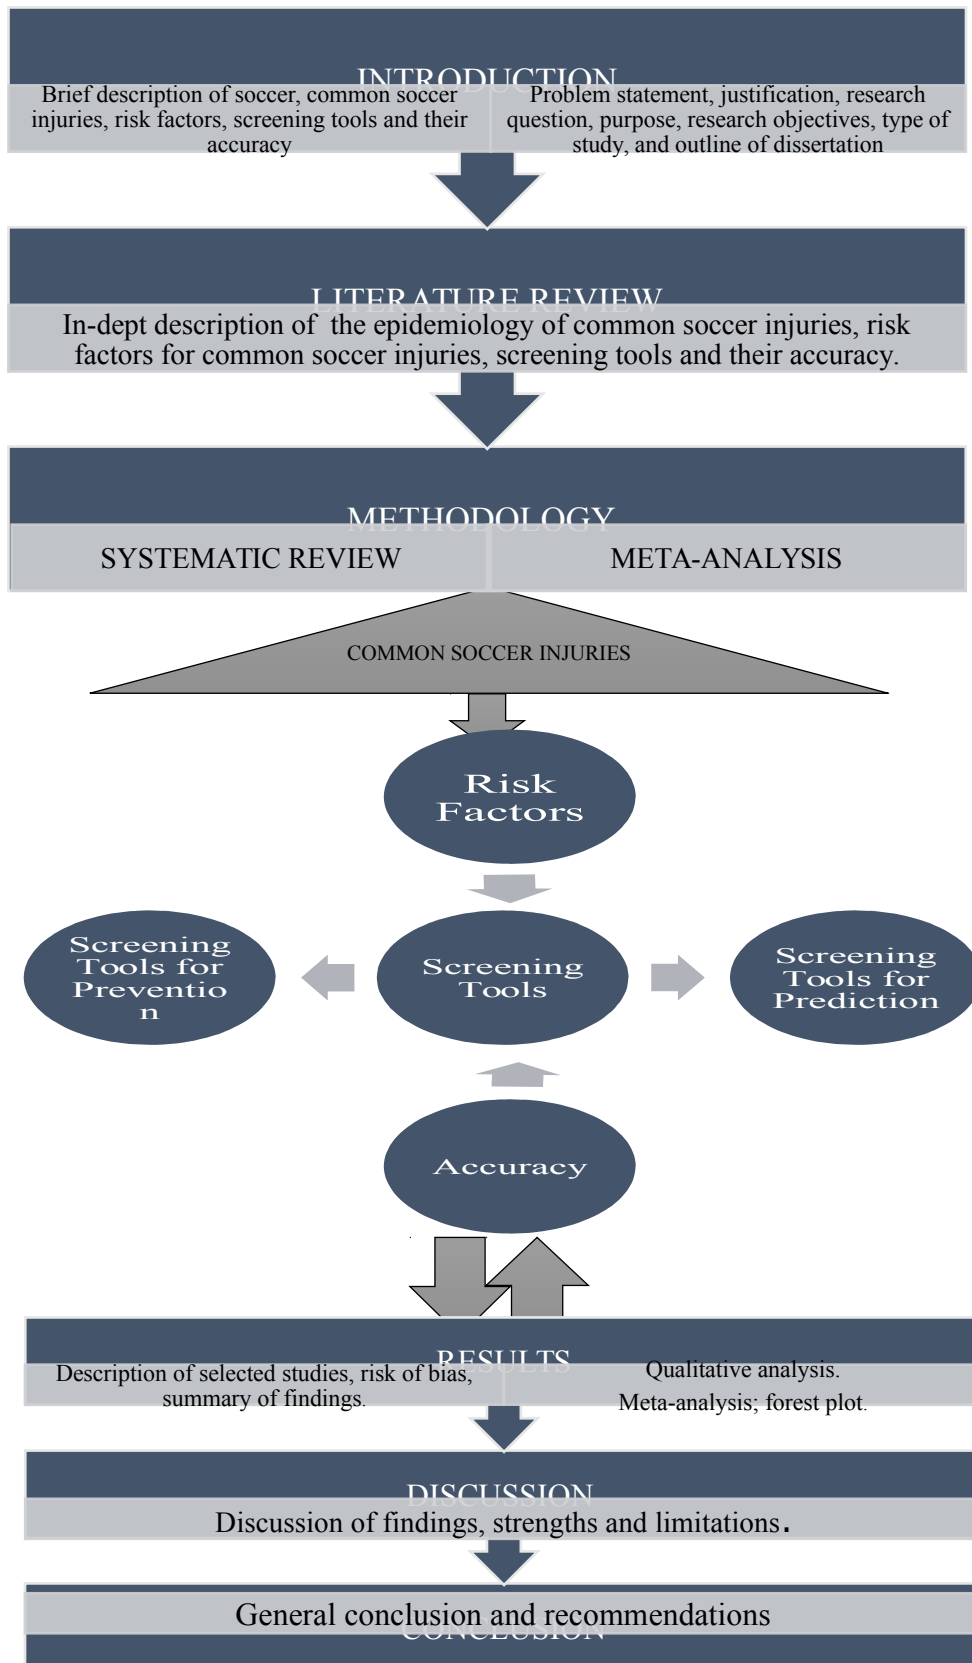 INTRODUCTION
Brief description of soccer, common soccer
injuries, risk factors, screening tools and their
accuracy
Problem statement, justification, research
question, purpose, research objectives, type of
study, and outline of dissertation
LITERATURE REVIEW
In-dept description of the epidemiology of common soccer injuries, risk
factors for common soccer injuries, screening tools and their accuracy.
METHODOLOGY
SYSTEMATIC REVIEW
META-ANALYSIS
COMMON SOCCER INJURIES
Risk
Factors
Screening
Tools for
Preventio
n
Screening
Tools
Screening
Tools for
Prediction
Accuracy
RESULTS
Description of selected studies, risk of bias,
summary of findings.
Qualitative analysis.
Meta-analysis; forest plot.
DISCUSSION
Discussion of findings, strengths and limitations.
General conclusion and recommendations
CONCLUSION